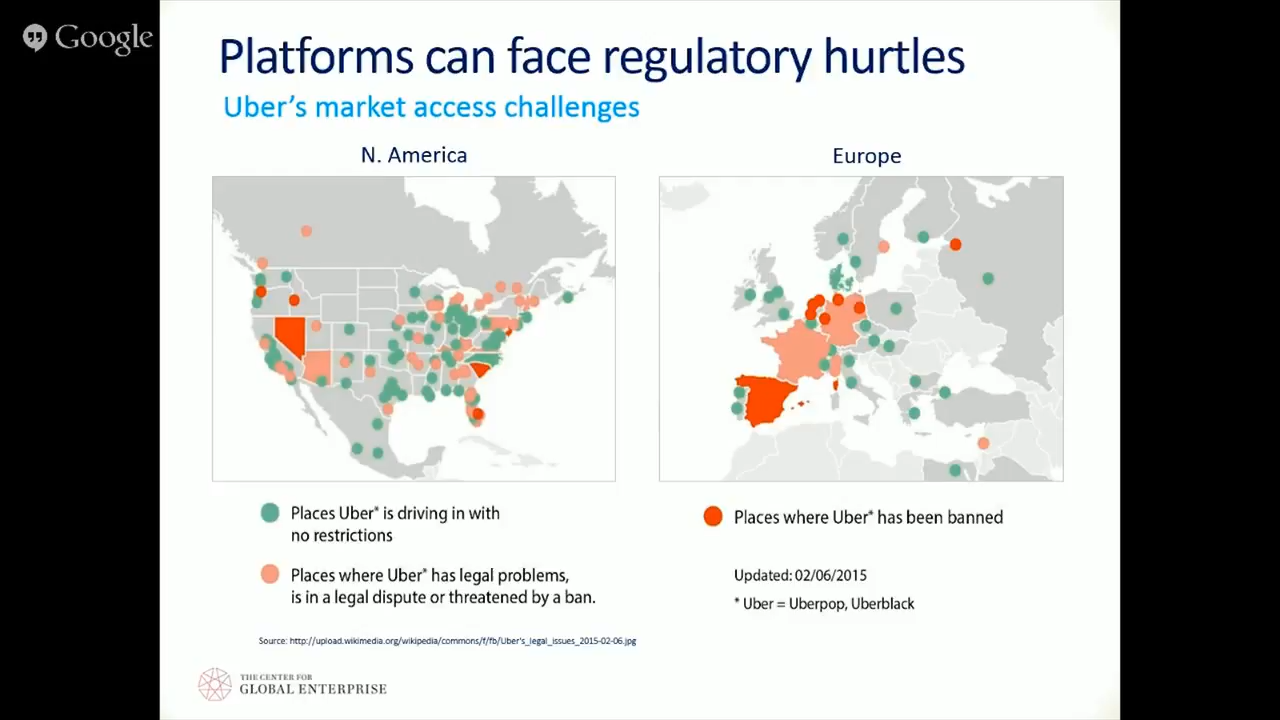 Google
Platforms can face regulatory hurtles
Uber's market access challenges
N. America
Europe
Places Uber* is driving in with
no restrictions
Places where Uber* has legal problems,
is in a legal dispute or threatened by a ban.
Places where Uber* has been banned
Updated: 02/06/2015
* Uber = Uberpop, Uberblack
Source: http://upload.wikimedia.org/wikipedia/commons/f/fb/Uber's_legal_issues_2015-02-06.jpg
THE CENTER FOR
GLOBAL ENTERPRISE